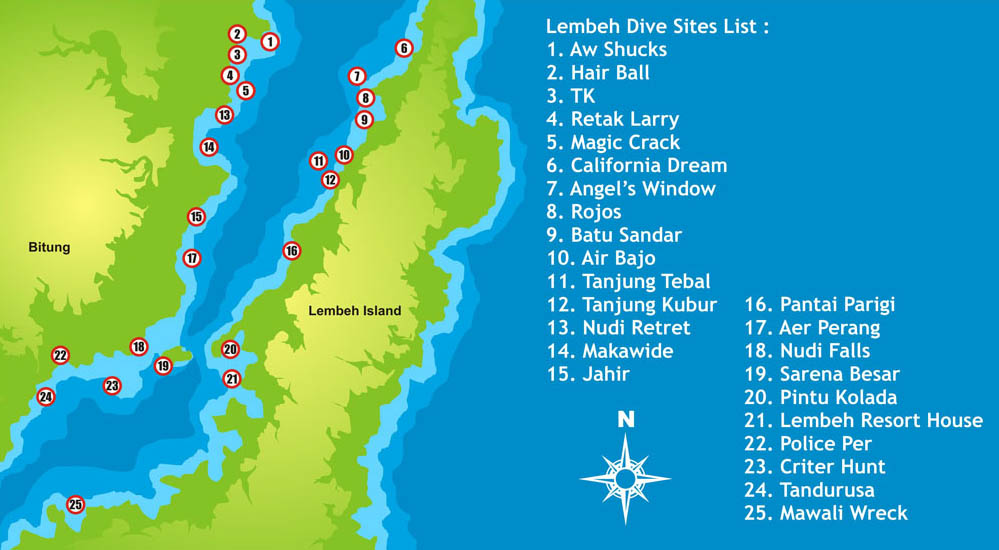 Lembeh Dive Sites List :
1. Aw Shucks
2. Hair Ball
3. TK
4. Retak Larry
5. Magic Crack
6. California Dream
7. Angel's Window
8. Rojos
9. Batu Sandar
10. Air Bajo
11. Tanjung Tebal
12. Tanjung Kubur
13. Nudi Retret
14. Makawide
15. Jahir
16. Pantai Parigi
17. Aer Perang
18. Nudi Falls
19. Sarena Besar
20. Pintu Kolada
21. Lembeh Resort House
22. Police Per
23. Criter Hunt
24. Tandurusa
25. Mawali Wreck
N
Bitung
Lembeh Island
1
2
3
4
5
6
7
8
9
10
11
12
13
14
15
16
17
18
19
20
21
22
23
24
25